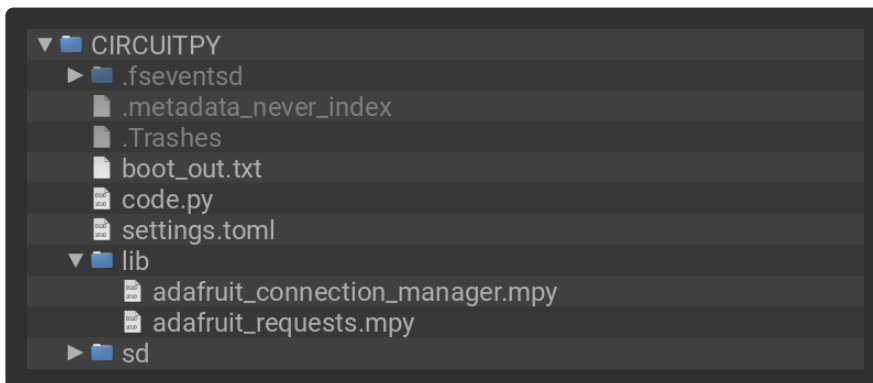 CIRCUITPY
.fseventsd
.metadata_never_index
.Trashes
boot_out.txt
code.py
settings.toml
lib
adafruit_connection_manager.mpy
adafruit_requests.mpy
sd